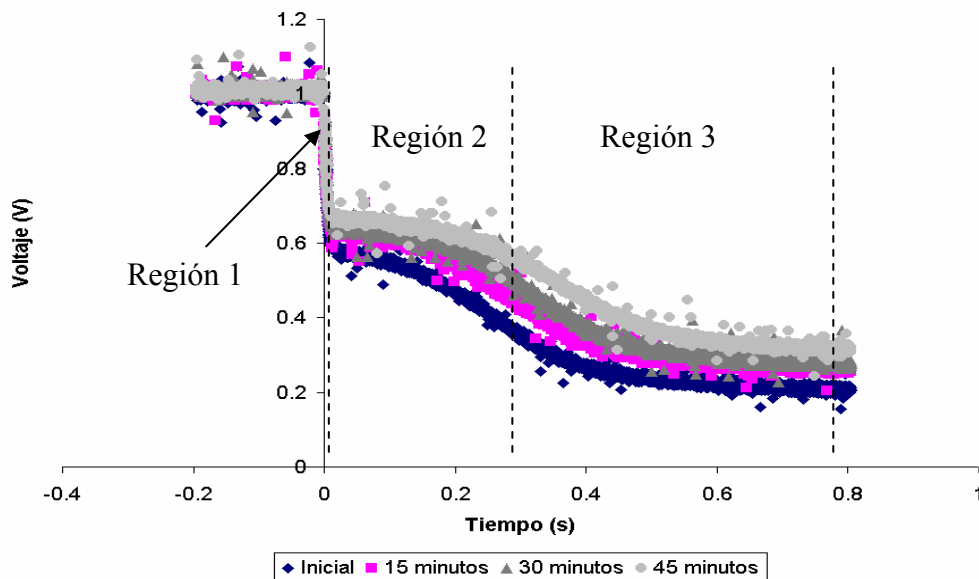 1.2
1
Región 2
Región 3
0.8
Voltaje (V)
0.6
Región 1
0.4
0.2
0
-0.4
-0.2
0
0.2
0.4
0.6
0.8
1
Tiempo (s)
Inicial
15 minutos
30 minutos
45 minutos